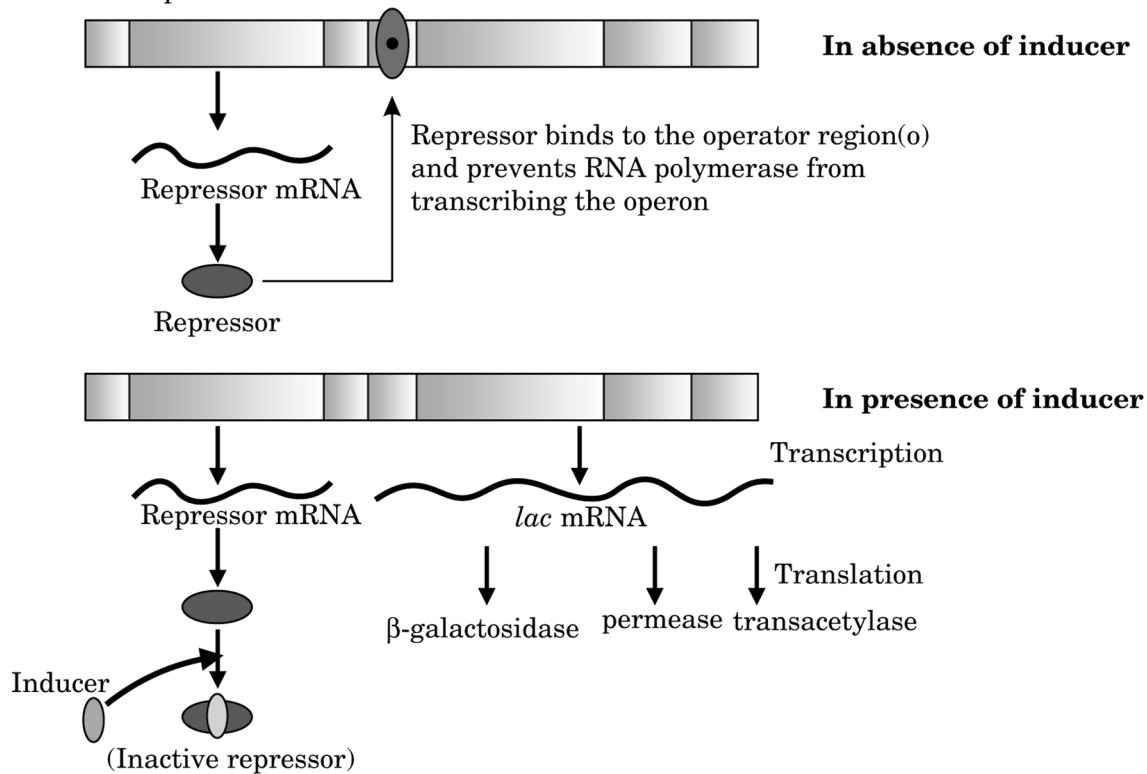 In absence of inducer
Repressor binds to the operator region(o)
and prevents RNA polymerase from
transcribing the operon
Repressor mRNA
Repressor
In presence of inducer
Transcription
Repressor mRNA
lac mRNA
Translation
β-galactosidase
permease
transacetylase
Inducer
(Inactive repressor)